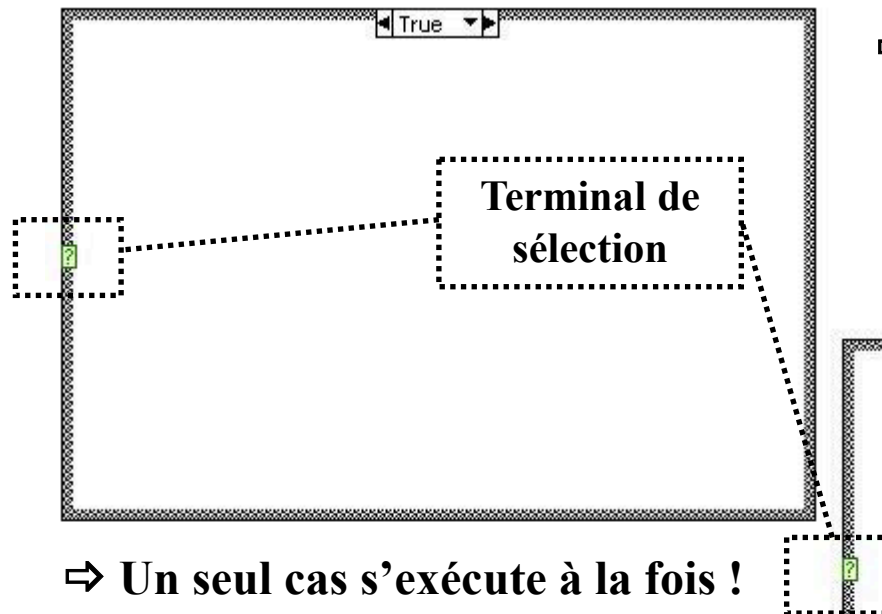 True
Terminal de
sélection
?
⇨ Un seul cas s’exécute à la fois !
?